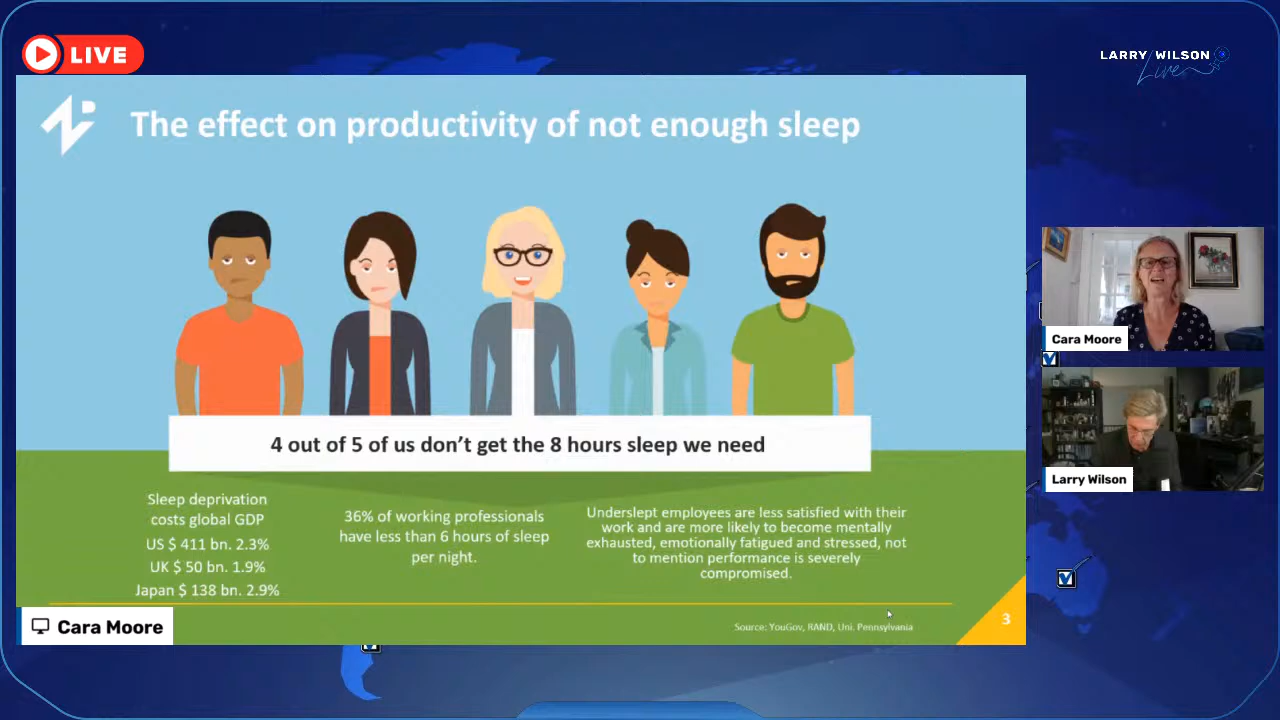 LIVE
LARRY WILSON
Live
The effect on productivity of not enough sleep
4 out of 5 of us don't get the 8 hours sleep we need
Sleep deprivation
costs global GDP
US $ 411 bn. 2.3%
UK $ 50 bn. 1.9%
Japan $ 138 bn. 2.9%
36% of working professionals
have less than 6 hours of sleep
per night.
Underslept employees are less satisfied with their
work and are more likely to become mentally
exhausted, emotionally fatigued and stressed, not
to mention performance is severely
compromised.
Source: YouGov, RAND, Uni. Pennsylvania
3
Cara Moore
Cara Moore
Larry Wilson